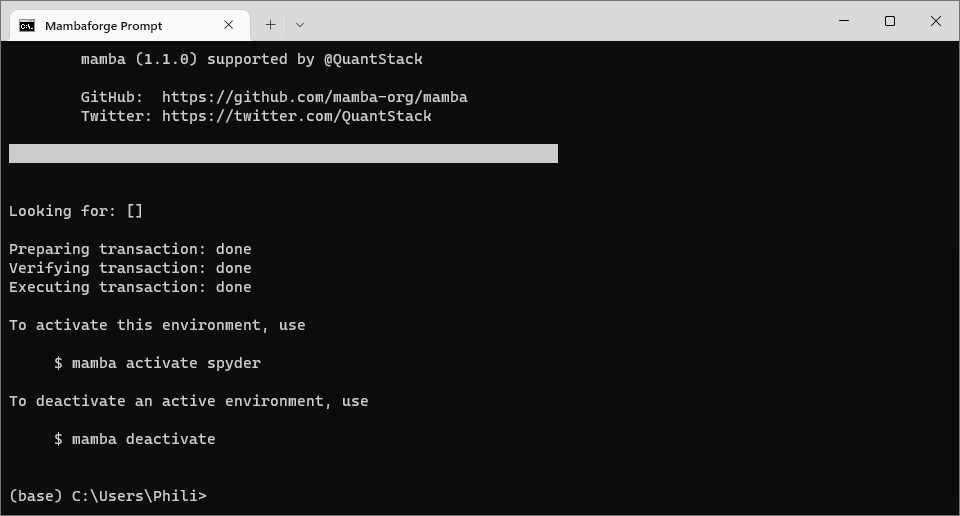 Mambaforge Prompt
mamba (1.1.0) supported by @QuantStack
GitHub:  https://github.com/mamba-org/mamba
Twitter: https://twitter.com/QuantStack
Looking for: []
Preparing transaction: done
Verifying transaction: done
Executing transaction: done
To activate this environment, use
$ mamba activate spyder
To deactivate an active environment, use
$ mamba deactivate
(base) C:\Users\Phili>